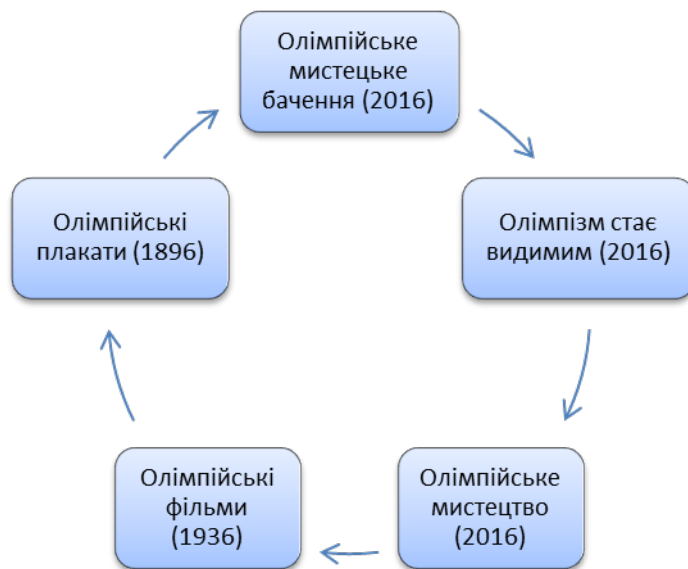 Олімпійське
мистецьке
бачення (2016)
Олімпізм стає
видимим (2016)
Олімпійське
мистецтво
(2016)
Олімпійські
фільми
(1936)
Олімпійські
плакати (1896)